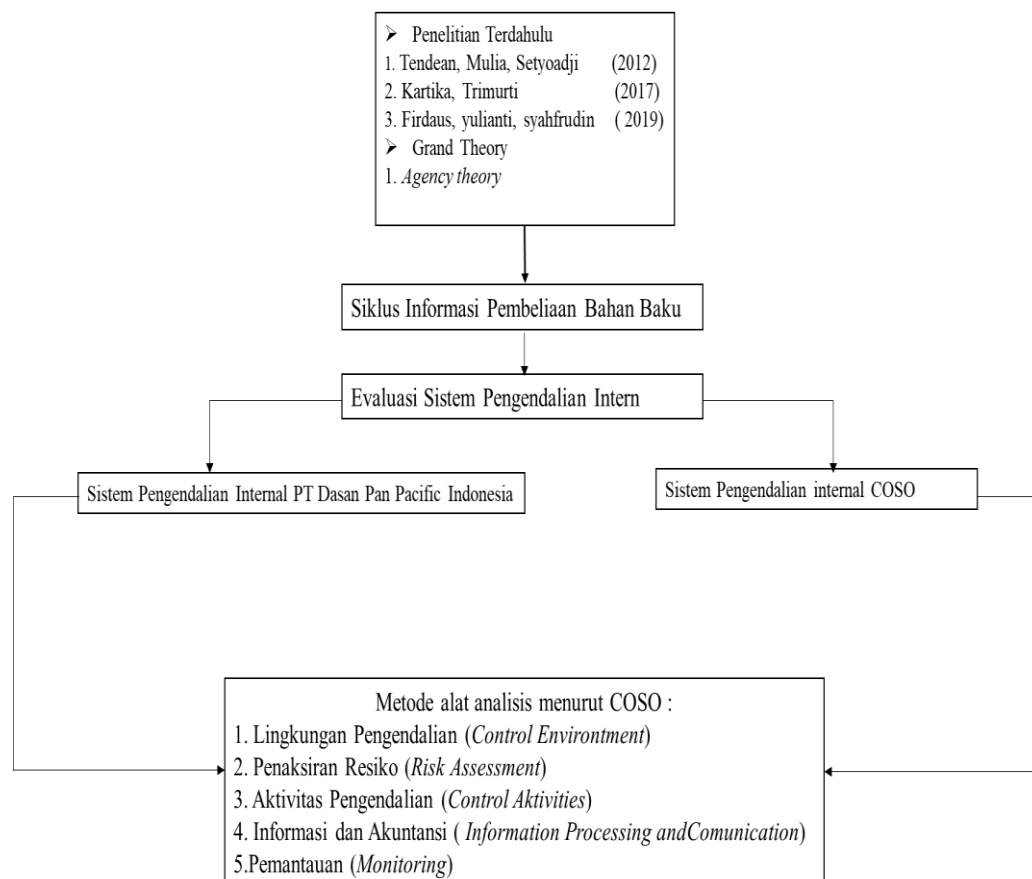 ➢ Penelitian Terdahulu
1. Tendean, Mulia, Setyoadji (2012)
2. Kartika, Trimurti (2017)
3. Firdaus, yulianti, syahfrudin ( 2019)
➢ Grand Theory
1. Agency theory
Siklus Informasi Pembeliaan Bahan Baku
Evaluasi Sistem Pengendalian Intern
Sistem Pengendalian Internal PT Dasan Pan Pacific Indonesia
Sistem Pengendalian internal COSO
Metode alat analisis menurut COSO :
1. Lingkungan Pengendalian (Control Environtment)
2. Penaksiran Resiko (Risk Assessment)
3. Aktivitas Pengendalian (Control Aktivities)
4. Informasi dan Akuntansi ( Information Processing andComunication)
5.Pemantauan (Monitoring)